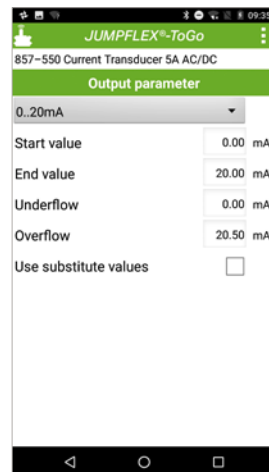 09:35
JUMPFLEX®-ToGo
857-550 Current Transducer 5A AC/DC
Output parameter
0..20mA
Start value 0.00 mA
End value 20.00 mA
Underflow 0.00 mA
Overflow 20.50 mA
Use substitute values